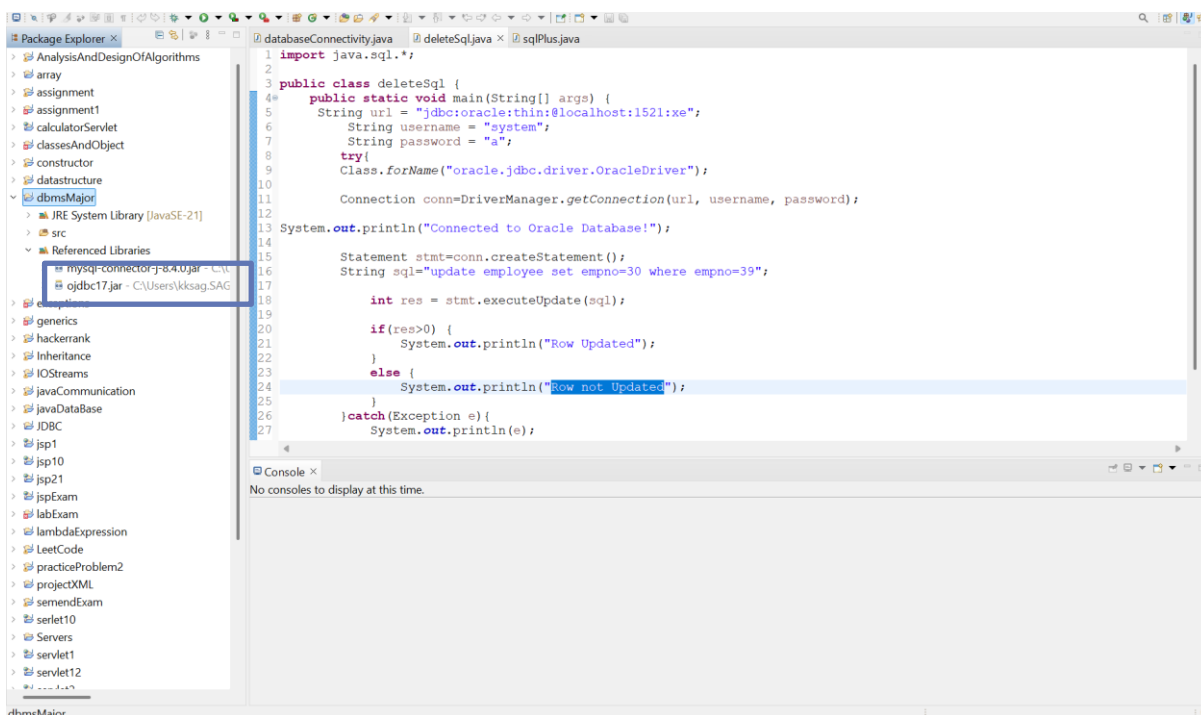 Package Explorer ×
databaseConnectivity.java deleteSql.java × sqlPlus.java
AnalysisAndDesignOfAlgorithms
array
assignment
assignment1
calculatorServlet
classesAndObject
constructor
datastructure
dbmsMajor
JRE System Library [JavaSE-21]
src
Referenced Libraries
mysql-connector-j-8.4.0.jar - C:\
ojdbc17.jar - C:\Users\kksag.SAG
generics
hackerrank
Inheritance
IOStreams
javaCommunication
javaDataBase
JDBC
jsp1
jsp10
jsp21
jspExam
labExam
lambdaExpression
LeetCode
practiceProblem2
projectXML
semendExam
serlet10
Servers
servlet1
servlet12
1 import java.sql.*;
2
3 public class deleteSql {
4 public static void main(String[] args) {
5 String url = "jdbc:oracle:thin:@localhost:1521:xe";
6 String username = "system";
7 String password = "a";
8 try{
9 Class.forName("oracle.jdbc.driver.OracleDriver");
10
11 Connection conn=DriverManager.getConnection(url, username, password);
12
13 System.out.println("Connected to Oracle Database!");
14
15 Statement stmt=conn.createStatement();
16 String sql="update employee set empno=30 where empno=39";
17
18 int res = stmt.executeUpdate(sql);
19
20 if(res>0) {
21 System.out.println("Row Updated");
22 }
23 else {
24 System.out.println("Row not Updated");
25 }
26 }catch(Exception e){
27 System.out.println(e);
Console ×
No consoles to display at this time.
dbmsMajor